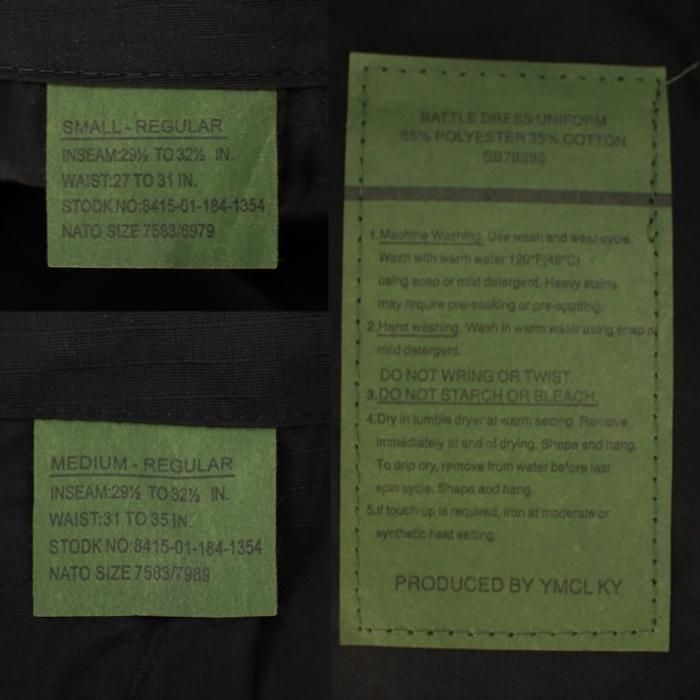 SMALL - REGULAR
INSEAM:29½ TO 32½ IN.
WAIST:27 TO 31 IN.
STODK NO:8415-01-184-1354
NATO SIZE 7583/6979
MEDIUM - REGULAR
INSEAM:29½ TO 32½ IN.
WAIST:31 TO 35 IN.
STODK NO:8415-01-184-1354
NATO SIZE 7583/7989
BATTLE DRESS UNIFORM
65% POLYESTER 35% COTTON
SB78395
1.Machine Washing. Use wash and wear cycle.
Wash with warm water 120°F(49°C)
using soap or mild detergent. Heavy stains
may require pre-soaking or pre-spotting.
2.Hand washing. Wash in warm water using soap o
mild detergent.
DO NOT WRING OR TWIST.
3.DO NOT STARCH OR BLEACH.
4.Dry in tumble dryer at warm setting. Remove
immediately at end of drying. Shape and hang.
To drip dry, remove from water before last
spin cycle. Shape and hang.
5.If touch-up is required, iron at moderate or
synthetic heat setting.
PRODUCED BY YMCL KY